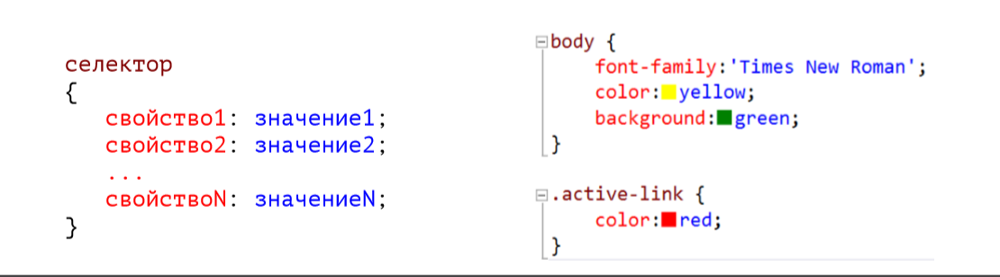 селектор
{
свойство1: значение1;
свойство2: значение2;
...
свойствоN: значениеN;
}
body {
font-family:'Times New Roman';
color:yellow;
background:green;
}
.active-link {
color:red;
}